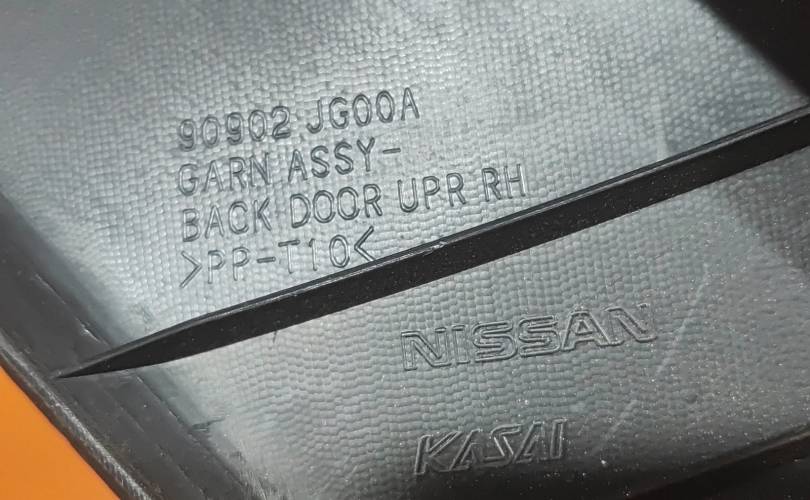 90902 JG00A
GARN ASSY-
BACK DOOR UPR RH
>PP-T10<
NISSAN
KASAI